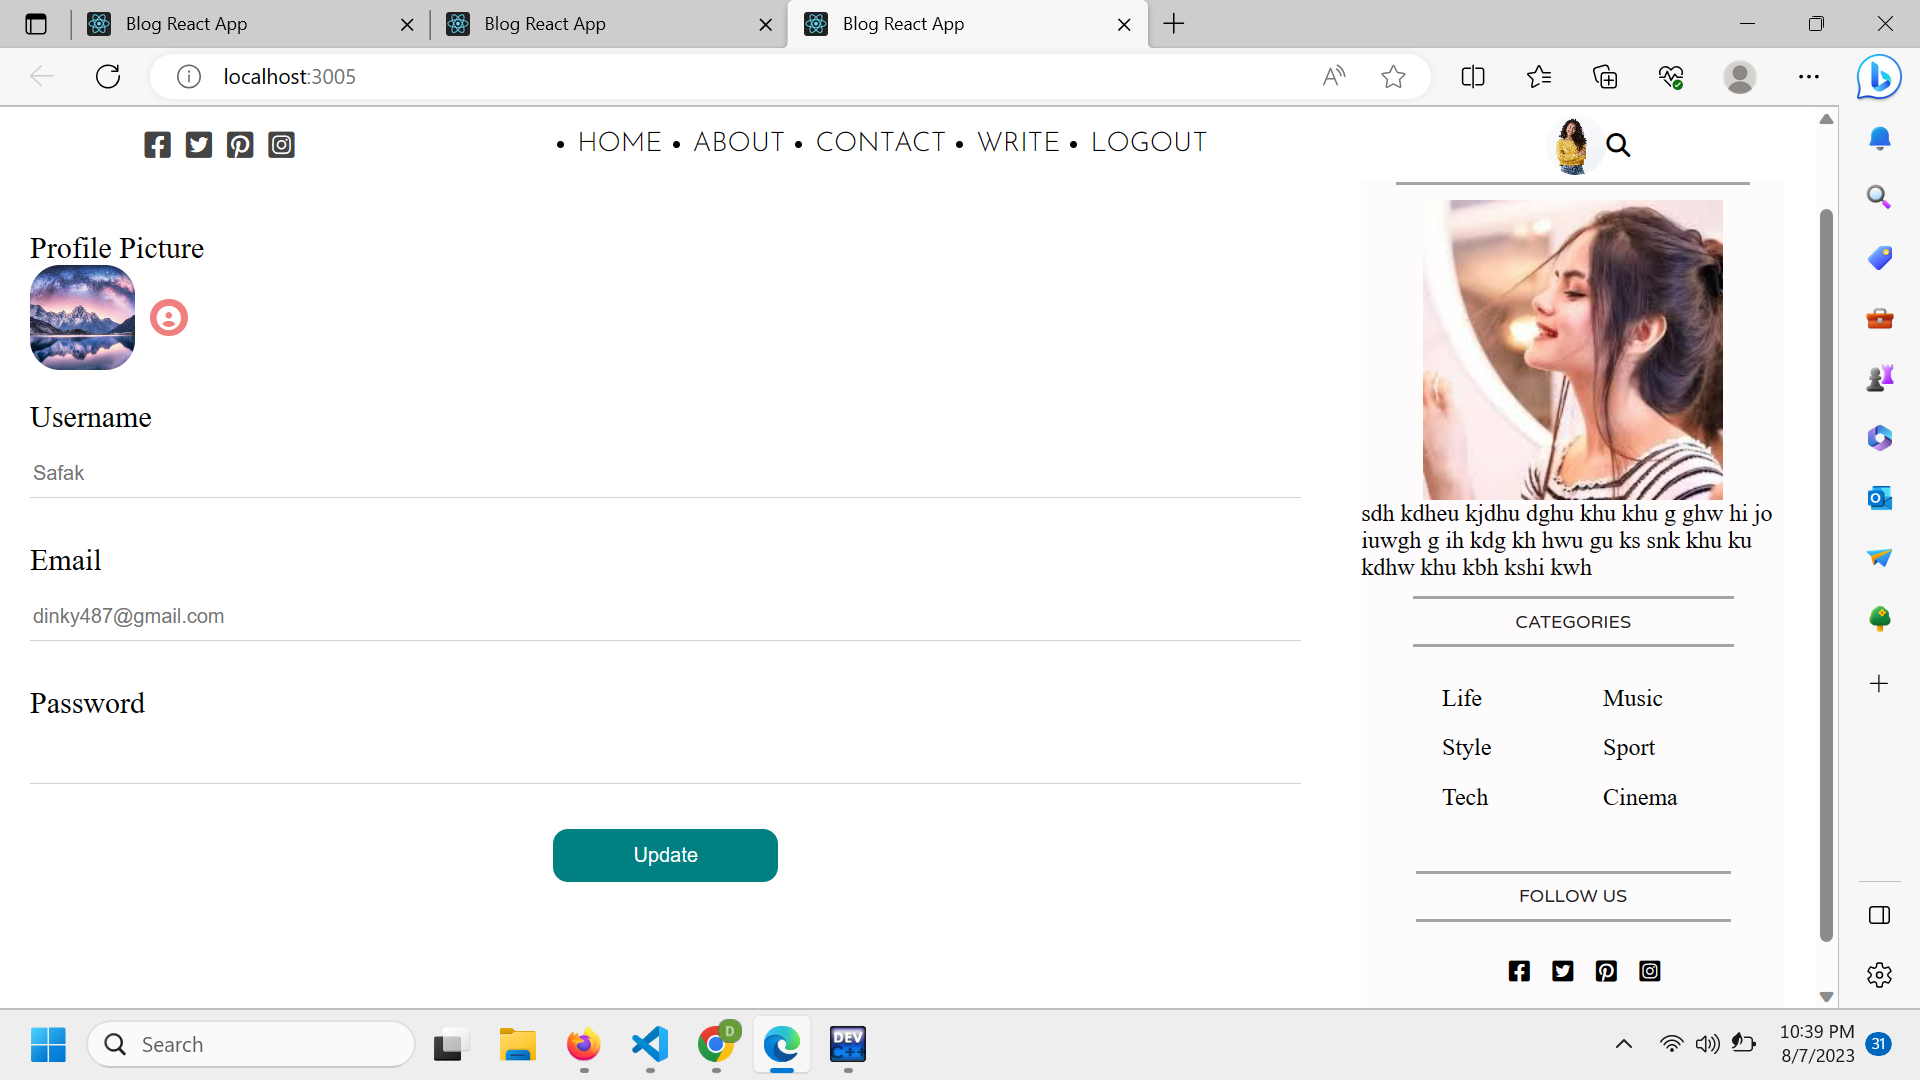 Blog React App
Blog React App
Blog React App
localhost:3005
HOME
ABOUT
CONTACT
WRITE
LOGOUT
Profile Picture
Username
Safak
Email
dinky487@gmail.com
Password
Update
sdh kdheu kjdhu dghu khu khu g ghw hi jo
iuwgh g ih kdg kh hwu gu ks snk khu ku
kdhw khu kbh kshi kwh
CATEGORIES
Life
Music
Style
Sport
Tech
Cinema
FOLLOW US
Search
D
DEV
C++
10:39 PM
8/7/2023
31